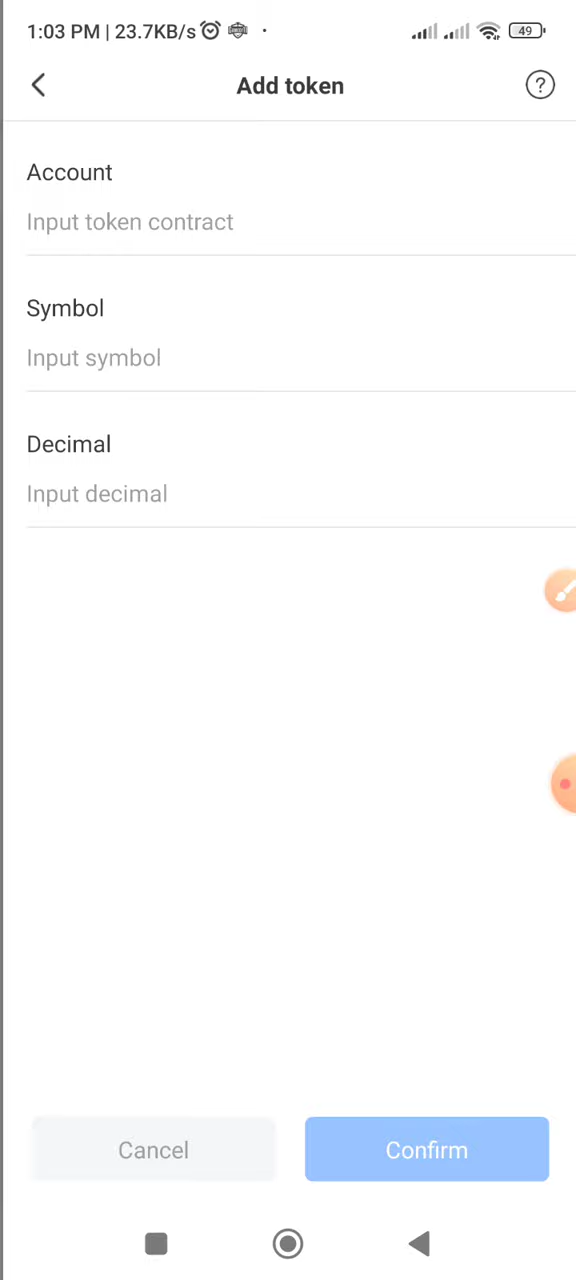 1:03 PM | 23.7KB/s 49
Add token
Account
Input token contract
Symbol
Input symbol
Decimal
Input decimal
Cancel Confirm